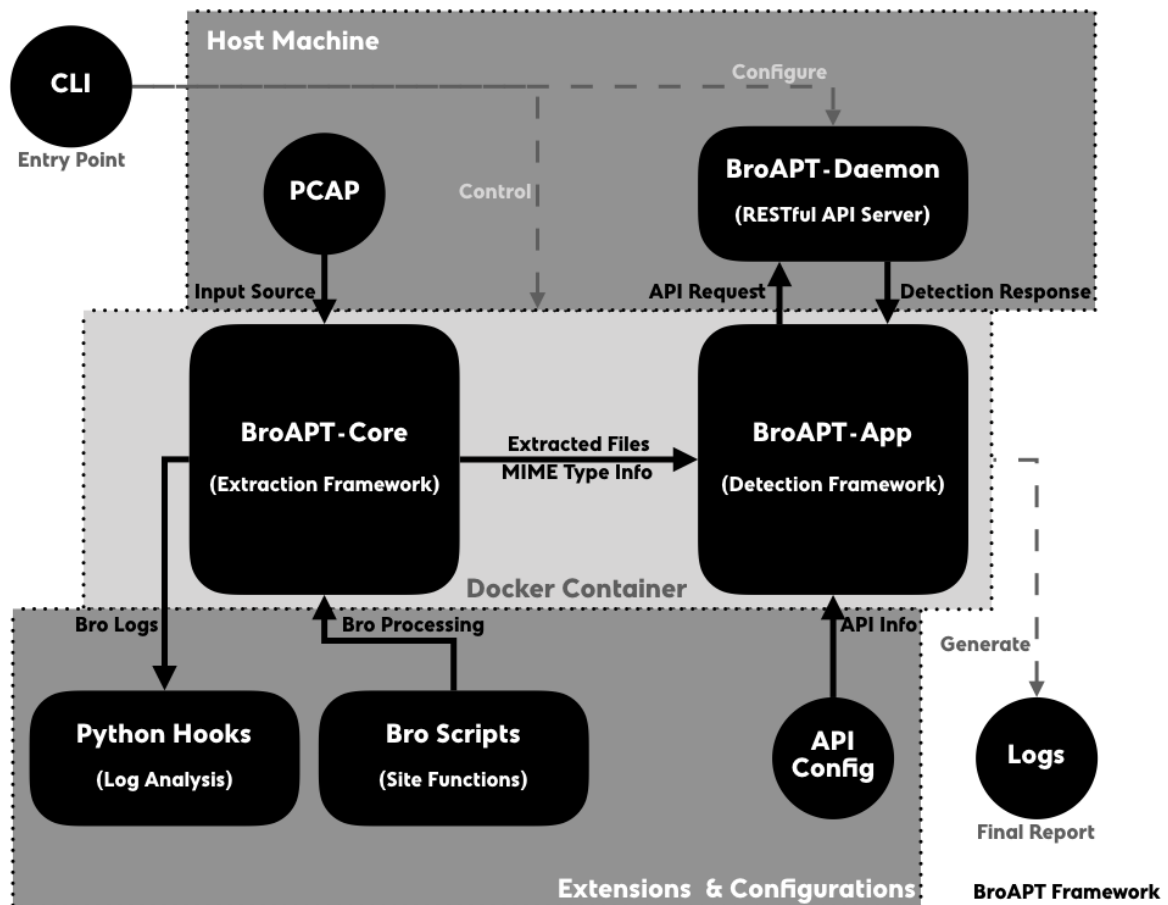 Host Machine
CLI
Entry Point
Configure
PCAP
Control
BroAPT-Daemon
(RESTful API Server)
Input Source
API Request
Detection Response
BroAPT-Core
(Extraction Framework)
Extracted Files
MIME Type Info
BroAPT-App
(Detection Framework)
Docker Container
Bro Logs
Bro Processing
API Info
Generate
Python Hooks
(Log Analysis)
Bro Scripts
(Site Functions)
API
Config
Logs
Final Report
Extensions & Configurations
BroAPT Framework